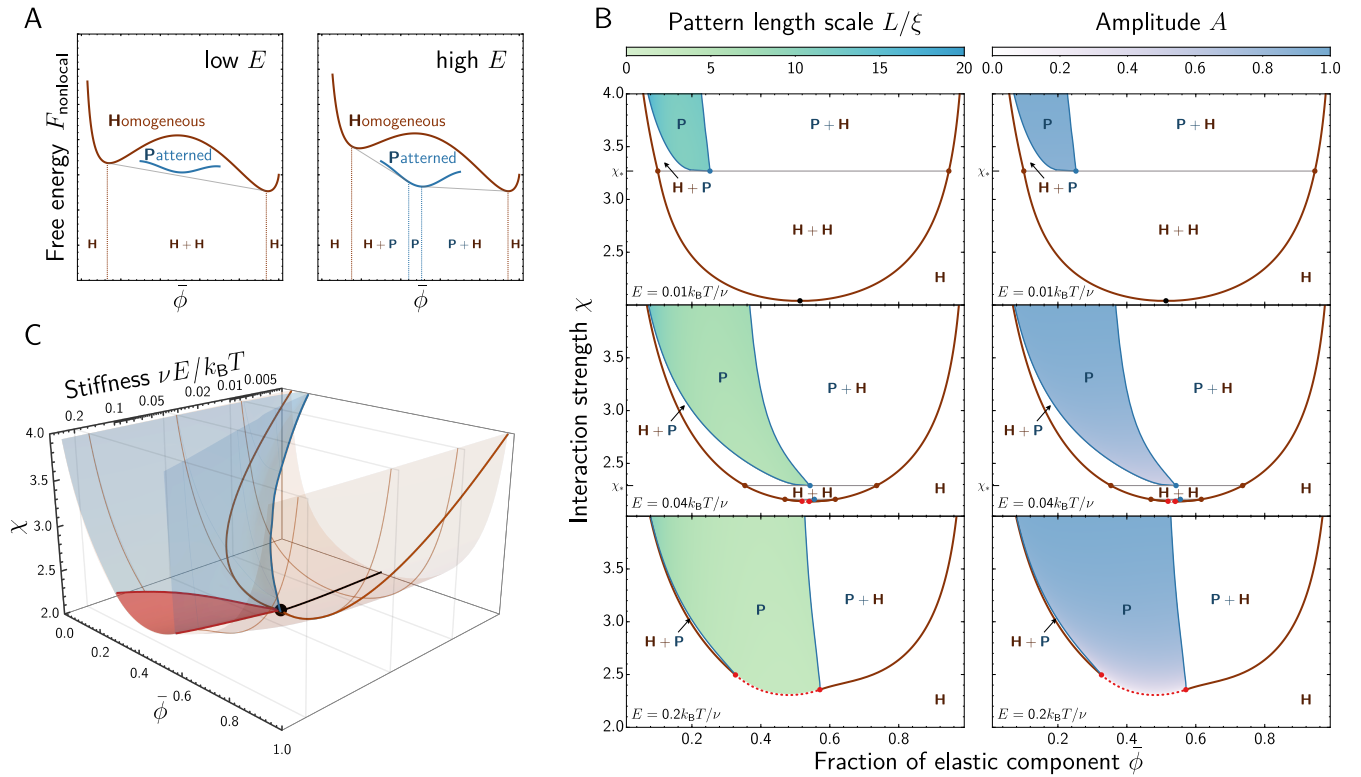 A
low E
high E
Free energy F_nonlocal
Homogeneous
Patterned
H
H + H
H
Homogeneous
Patterned
H
H + P
P
P + H
H
ϕ̄
ϕ̄
B
Pattern length scale L/ξ
0 5 10 15 20
Amplitude A
0.0 0.2 0.4 0.6 0.8 1.0
Interaction strength χ
4.0
3.5
χ*
3.0
2.5
P
P + H
H + P
H + H
H
E = 0.01k_BT/ν
P
P + H
H + P
H + H
H
E = 0.01k_BT/ν
3.5
3.0
2.5
χ*
P
P + H
H + P
H + H
H
E = 0.04k_BT/ν
P
P + H
H + P
H + H
H
E = 0.04k_BT/ν
3.5
3.0
2.5
2.0
P
P + H
H + P
H
E = 0.2k_BT/ν
P
P + H
H + P
H
E = 0.2k_BT/ν
0.2 0.4 0.6 0.8
0.2 0.4 0.6 0.8
Fraction of elastic component ϕ̄
C
Stiffness νE/k_BT
0.2 0.1 0.05 0.02 0.01 0.005
χ
4.0
3.5
3.0
2.5
2.0
0.0
0.2
0.4
0.6
0.8
1.0
ϕ̄